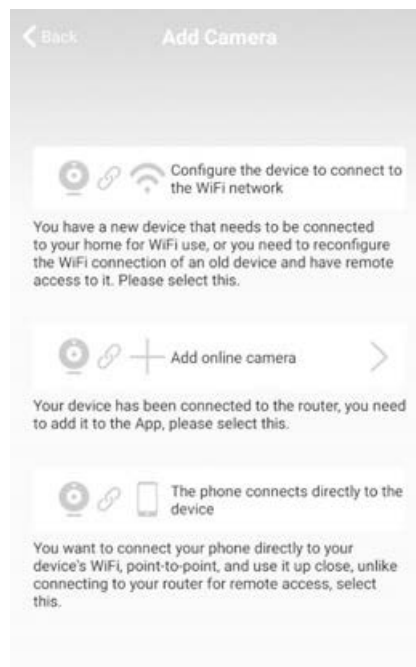 Back
Add Camera
Configure the device to connect to
the WiFi network
You have a new device that needs to be connected
to your home for WiFi use, or you need to reconfigure
the WiFi connection of an old device and have remote
access to it. Please select this.
Add online camera
Your device has been connected to the router, you need
to add it to the App, please select this.
The phone connects directly to the
device
You want to connect your phone directly to your
device's WiFi, point-to-point, and use it up close, unlike
connecting to your router for remote access, select
this.